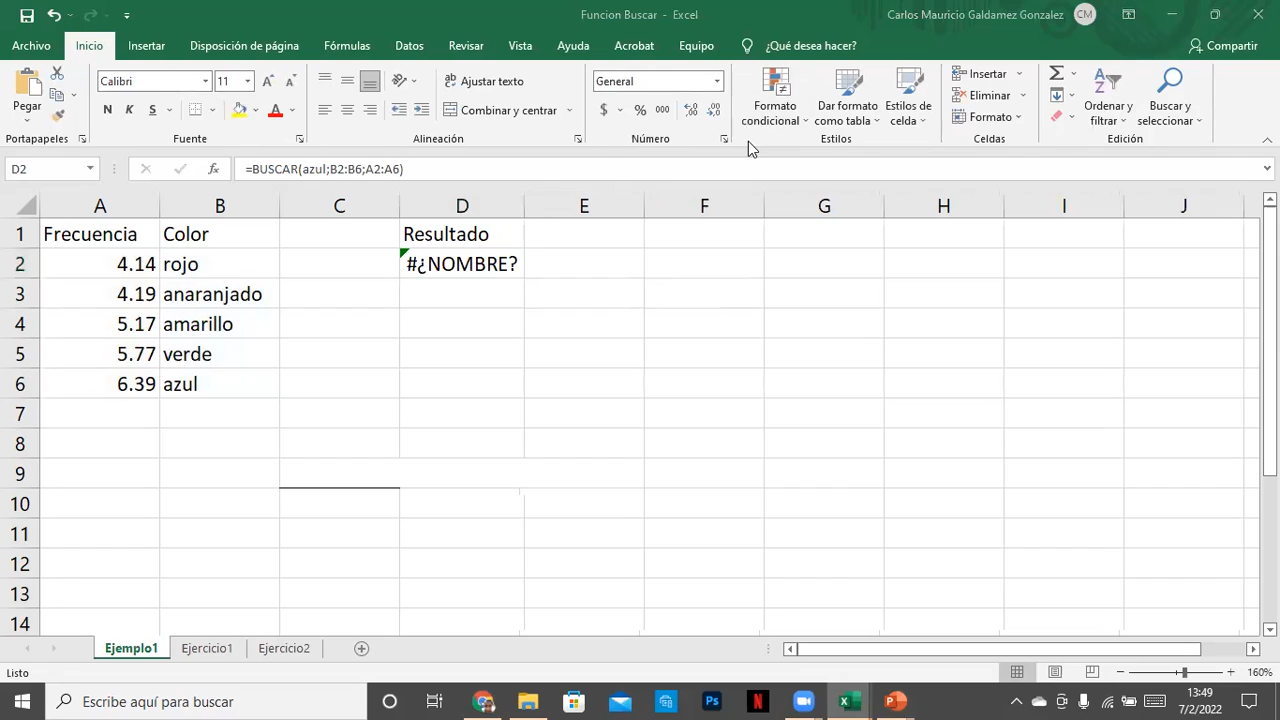 Funcion Buscar - Excel
Carlos Mauricio Galdamez Gonzalez CM
Archivo Inicio Insertar Disposición de página Fórmulas Datos Revisar Vista Ayuda Acrobat Equipo ¿Qué desea hacer? Compartir
Pegar
Portapapeles
Calibri 11
N K S A
Fuente
Ajustar texto
Combinar y centrar
Alineación
General
$ % 000
Número
Formato condicional
Dar formato como tabla
Estilos de celda
Estilos
Insertar
Eliminar
Formato
Celdas
Ordenar y filtrar
Buscar y seleccionar
Edición
D2 fx =BUSCAR(azul;B2:B6;A2:A6)
A B C D E F G H I J
1 Frecuencia Color Resultado
2 4.14 rojo #¿NOMBRE?
3 4.19 anaranjado
4 5.17 amarillo
5 5.77 verde
6 6.39 azul
7
8
9
10
11
12
13
14
Ejemplo1 Ejercicio1 Ejercicio2
Listo 160%
Escribe aquí para buscar
Ps N
13:49
7/2/2022